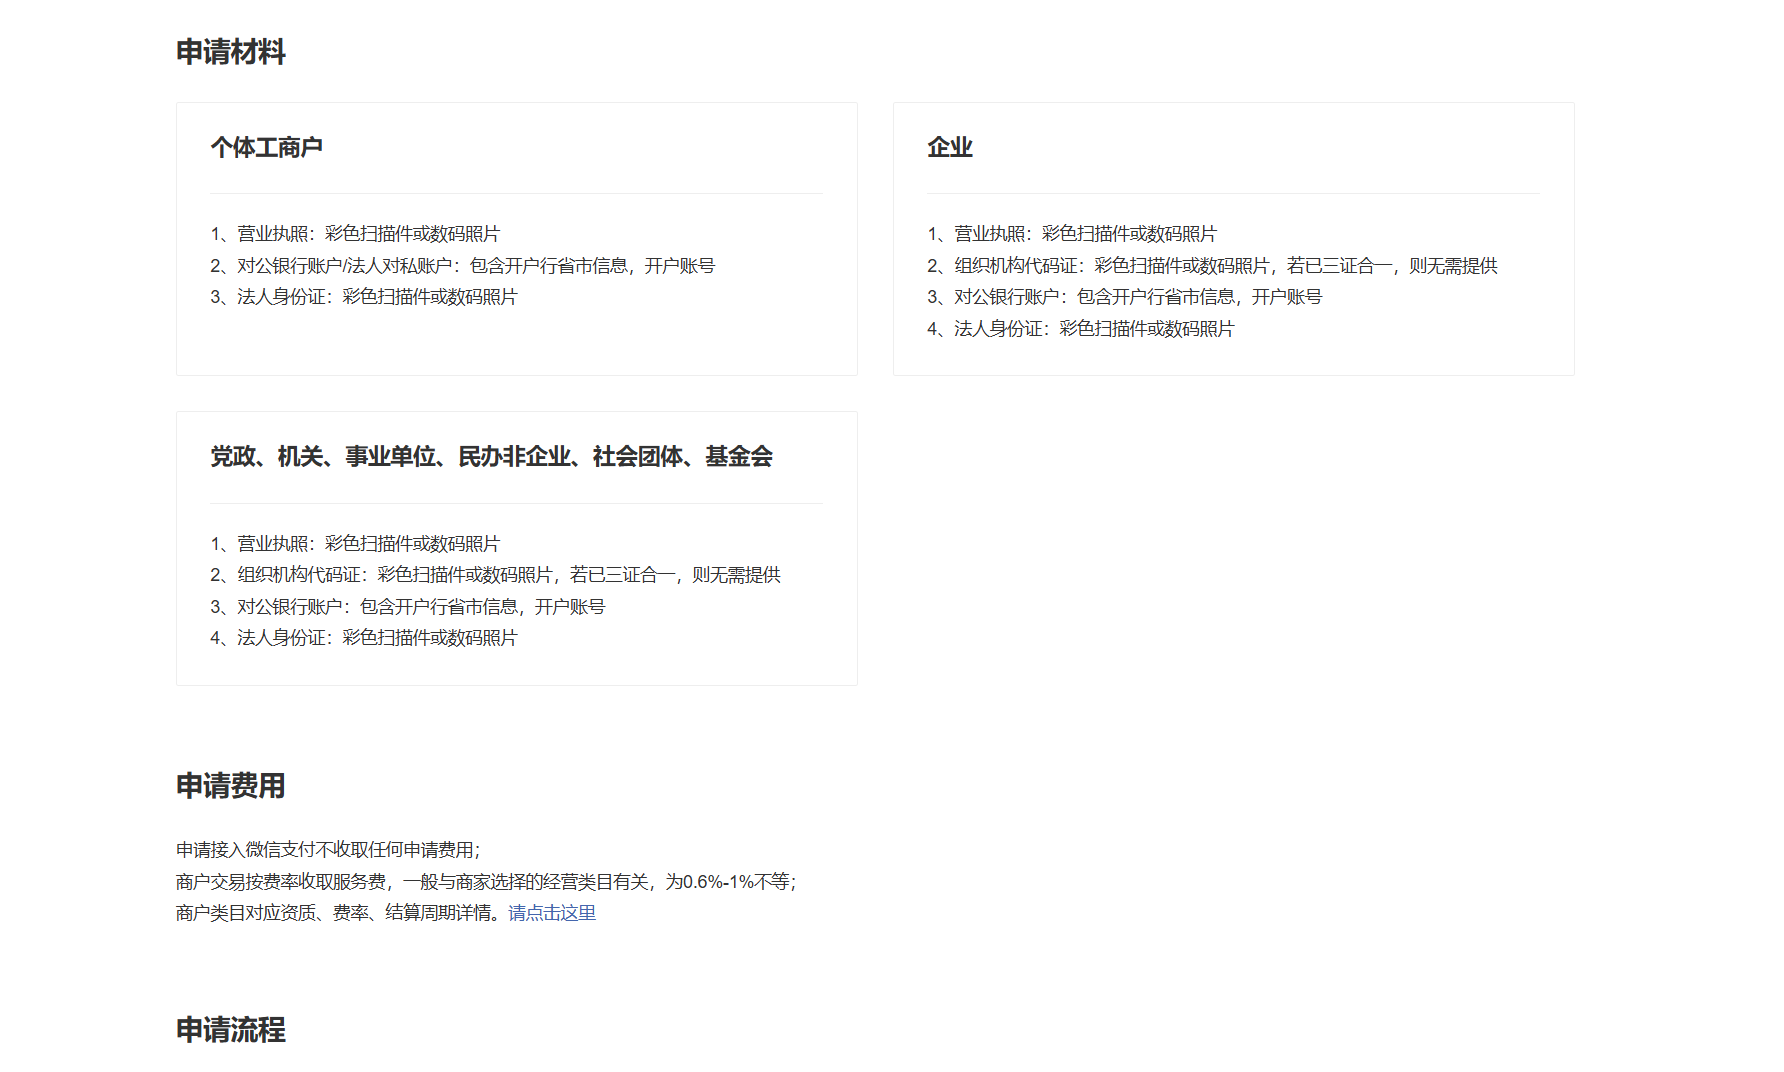 申请材料
个体工商户
1、营业执照：彩色扫描件或数码照片
2、对公银行账户/法人对私账户：包含开户行省市信息，开户账号
3、法人身份证：彩色扫描件或数码照片
企业
1、营业执照：彩色扫描件或数码照片
2、组织机构代码证：彩色扫描件或数码照片，若已三证合一，则无需提供
3、对公银行账户：包含开户行省市信息，开户账号
4、法人身份证：彩色扫描件或数码照片
党政、机关、事业单位、民办非企业、社会团体、基金会
1、营业执照：彩色扫描件或数码照片
2、组织机构代码证：彩色扫描件或数码照片，若已三证合一，则无需提供
3、对公银行账户：包含开户行省市信息，开户账号
4、法人身份证：彩色扫描件或数码照片
申请费用
申请接入微信支付不收取任何申请费用；
商户交易按费率收取服务费，一般与商家选择的经营类目有关，为0.6%-1%不等；
商户类目对应资质、费率、结算周期详情。请点击这里
申请流程